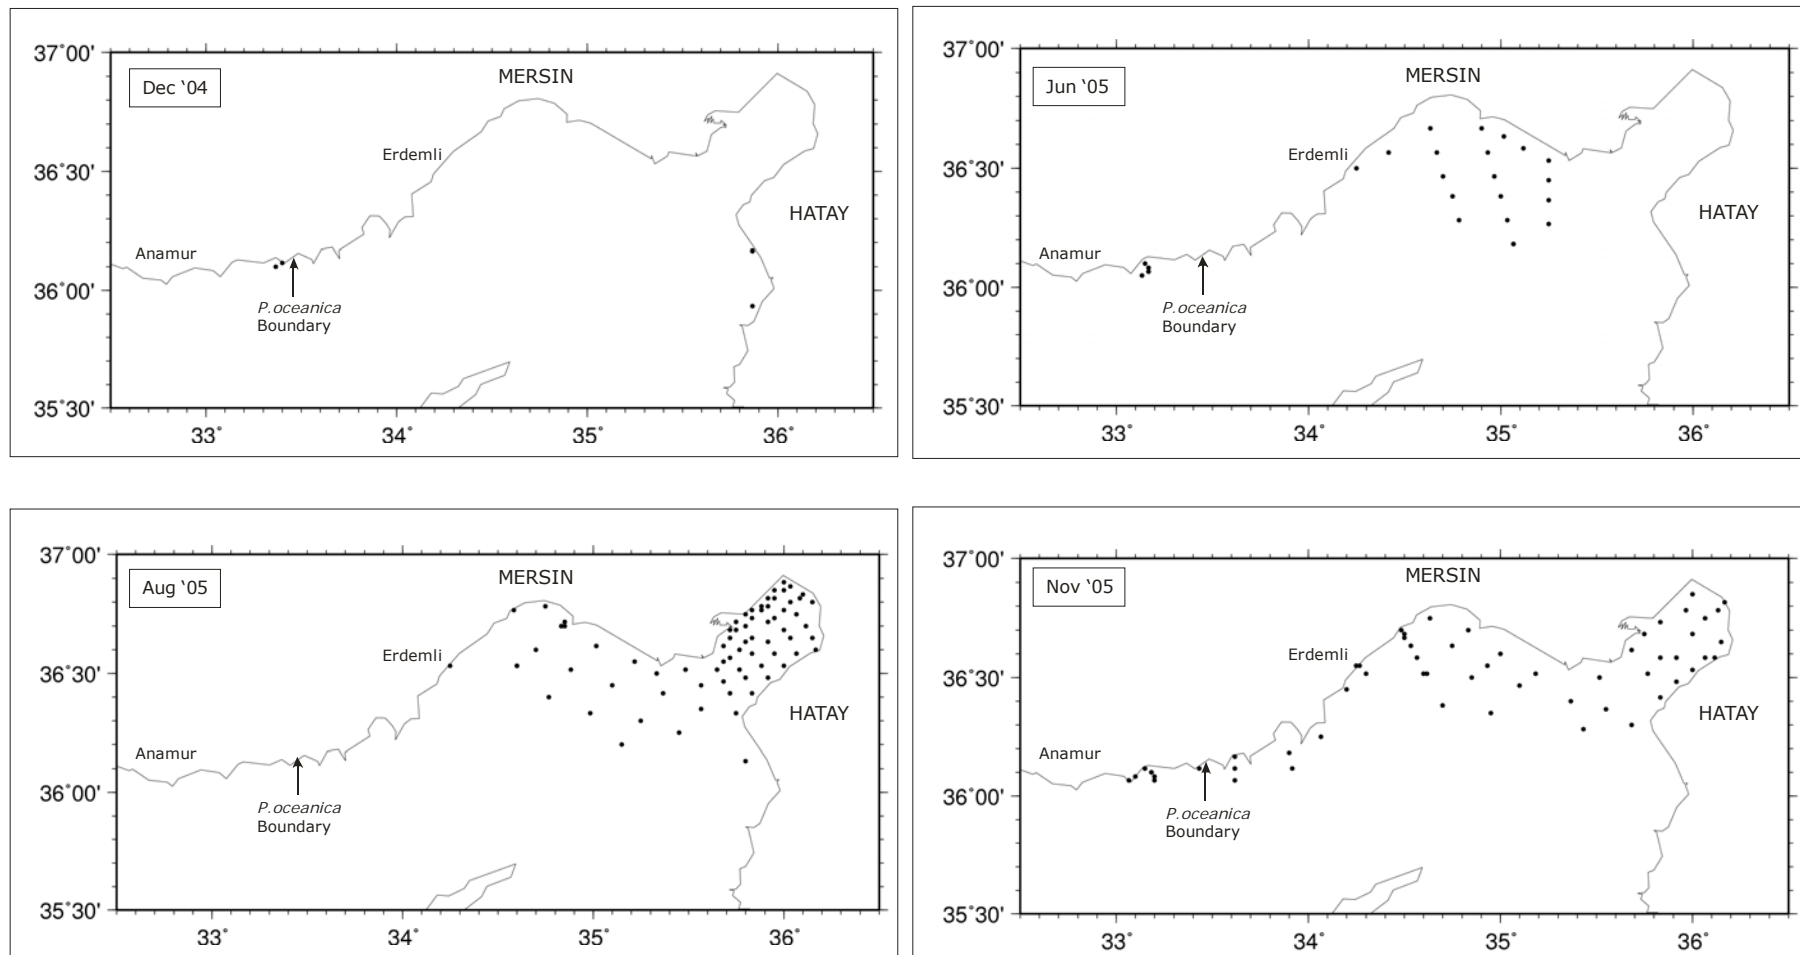 37°00'
Dec ‘04
MERSIN
Erdemli
36°30'
HATAY
Anamur
36°00'
P.oceanica
Boundary
35°30'
33° 34° 35° 36°
37°00'
Jun ‘05
MERSIN
Erdemli
36°30'
HATAY
Anamur
36°00'
P.oceanica
Boundary
35°30'
33° 34° 35° 36°
37°00'
Aug ‘05
MERSIN
Erdemli
36°30'
HATAY
Anamur
36°00'
P.oceanica
Boundary
35°30'
33° 34° 35° 36°
37°00'
Nov ‘05
MERSIN
Erdemli
36°30'
HATAY
Anamur
36°00'
P.oceanica
Boundary
35°30'
33° 34° 35° 36°